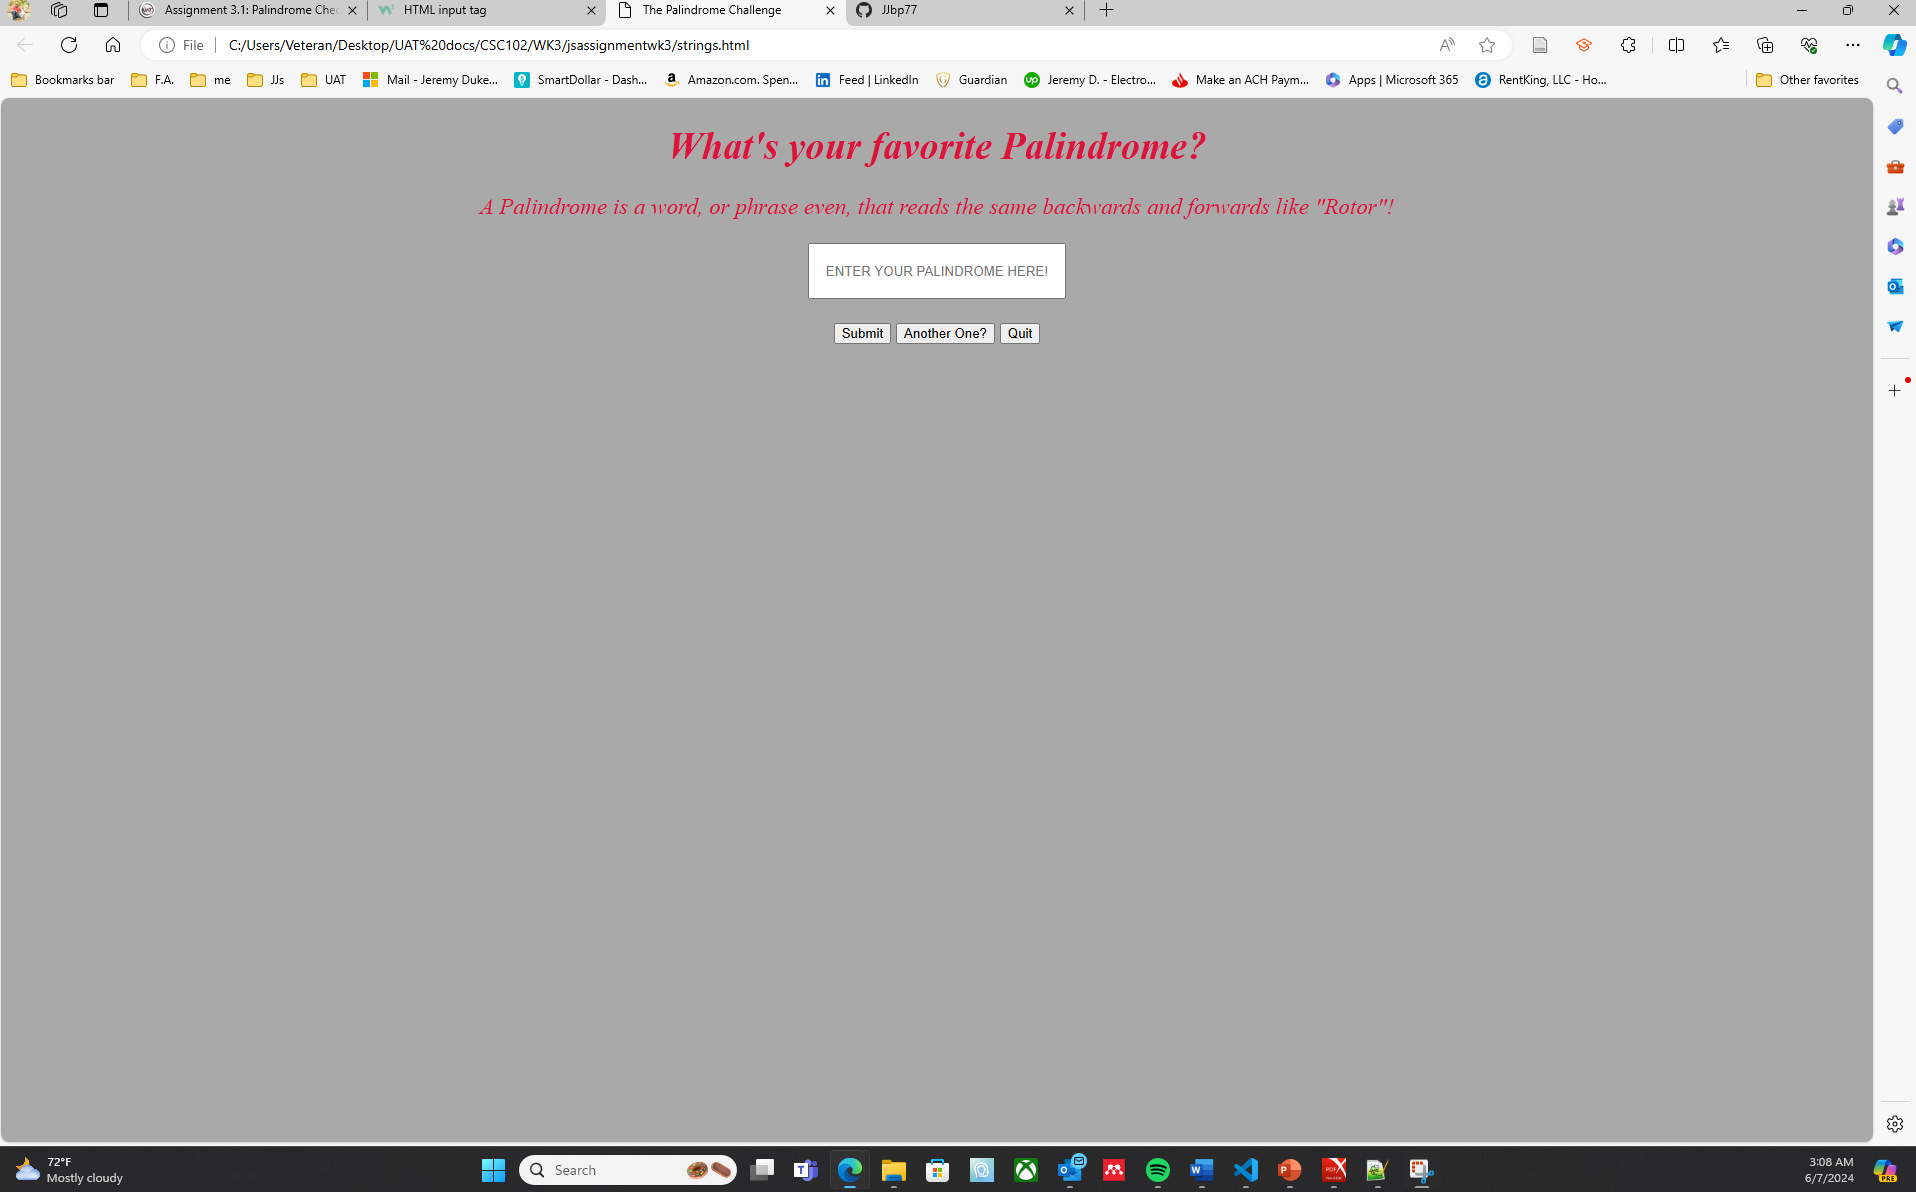 Assignment 3.1: Palindrome Che
HTML input tag
The Palindrome Challenge
JJbp77
File
C:/Users/Veteran/Desktop/UAT%20docs/CSC102/WK3/jsassignmentwk3/strings.html
Bookmarks bar
F.A.
me
JJs
UAT
Mail - Jeremy Duke...
SmartDollar - Dash...
Amazon.com. Spen...
Feed | LinkedIn
Guardian
Jeremy D. - Electro...
Make an ACH Paym...
Apps | Microsoft 365
RentKing, LLC - Ho...
Other favorites
What's your favorite Palindrome?
A Palindrome is a word, or phrase even, that reads the same backwards and forwards like "Rotor"!
ENTER YOUR PALINDROME HERE!
Submit
Another One?
Quit
72°F
Mostly cloudy
Search
3:08 AM
6/7/2024